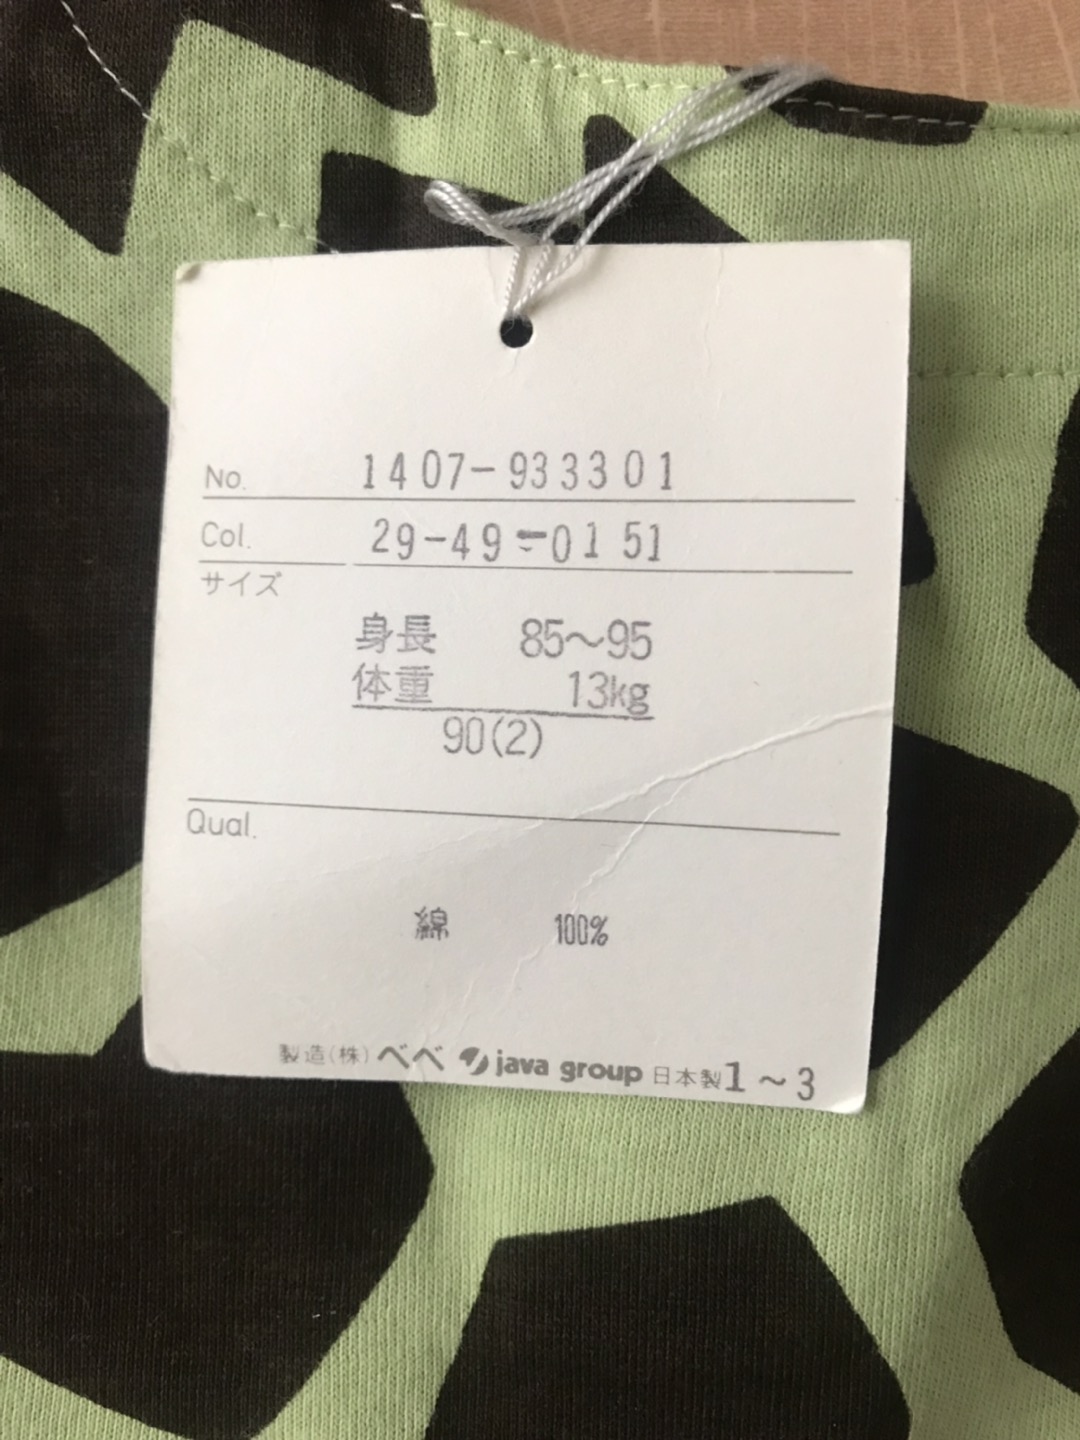 No. 1407-933301
Col. 29-49-0151
サイズ
身長 85〜95
体重 13kg
90(2)
Qual.
綿 100%
製造(株)べべ java group 日本製 1〜3